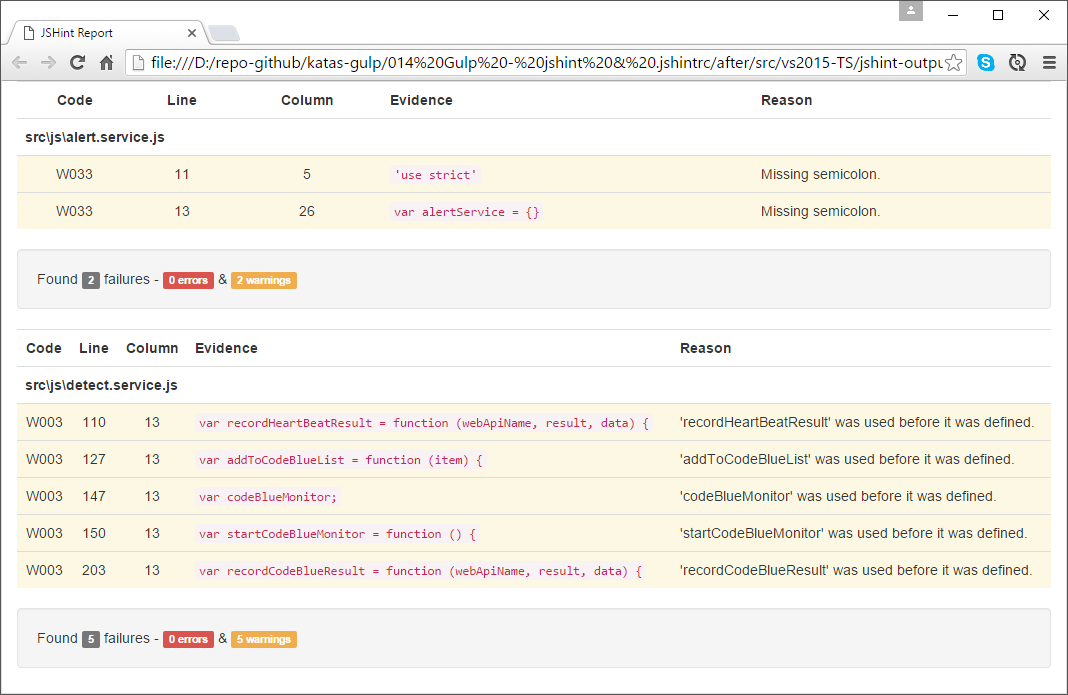 JSHint Report
file:///D:/repo-github/katas-gulp/014%20Gulp%20-%20jshint%20&%20.jshintrc/after/src/vs2015-TS/jshint-outpu
Code Line Column Evidence Reason
src\js\alert.service.js
W033 11 5 'use strict' Missing semicolon.
W033 13 26 var alertService = {} Missing semicolon.
Found 2 failures - 0 errors & 2 warnings
Code Line Column Evidence Reason
src\js\detect.service.js
W003 110 13 var recordHeartBeatResult = function (webApiName, result, data) { 'recordHeartBeatResult' was used before it was defined.
W003 127 13 var addToCodeBlueList = function (item) { 'addToCodeBlueList' was used before it was defined.
W003 147 13 var codeBlueMonitor; 'codeBlueMonitor' was used before it was defined.
W003 150 13 var startCodeBlueMonitor = function () { 'startCodeBlueMonitor' was used before it was defined.
W003 203 13 var recordCodeBlueResult = function (webApiName, result, data) { 'recordCodeBlueResult' was used before it was defined.
Found 5 failures - 0 errors & 5 warnings